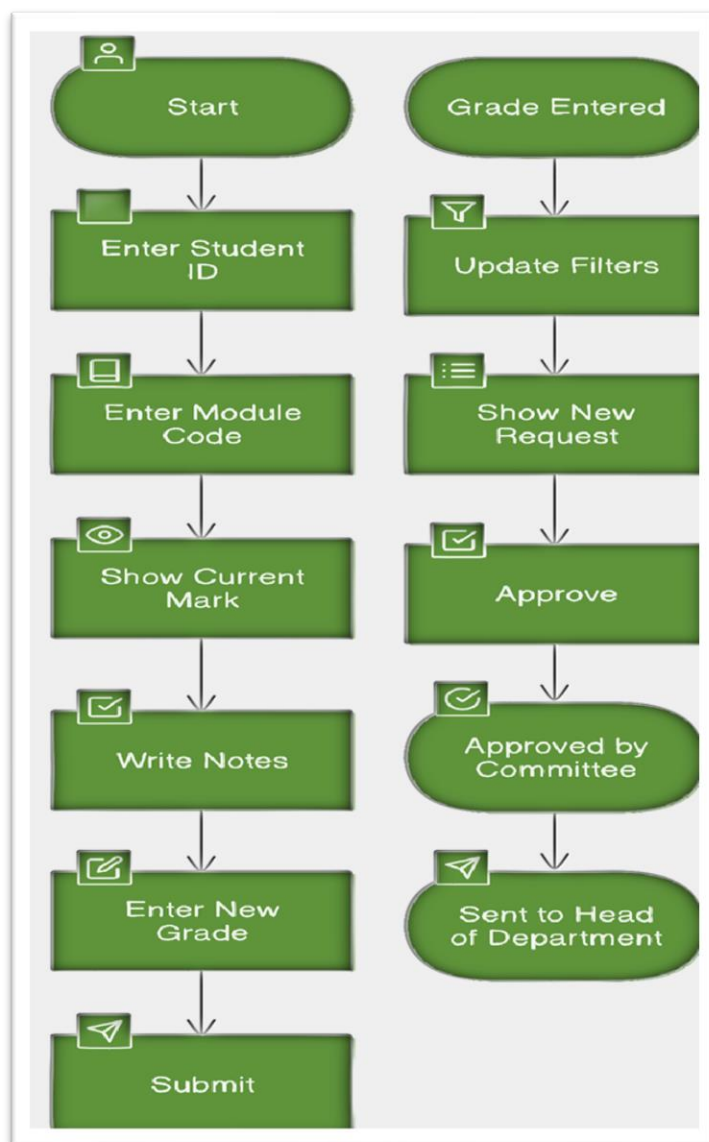 Start
Enter Student
ID
Enter Module
Code
Show Current
Mark
Write Notes
Enter New
Grade
Submit
Grade Entered
Update Filters
Show New
Request
Approve
Approved by
Committee
Sent to Head
of Department